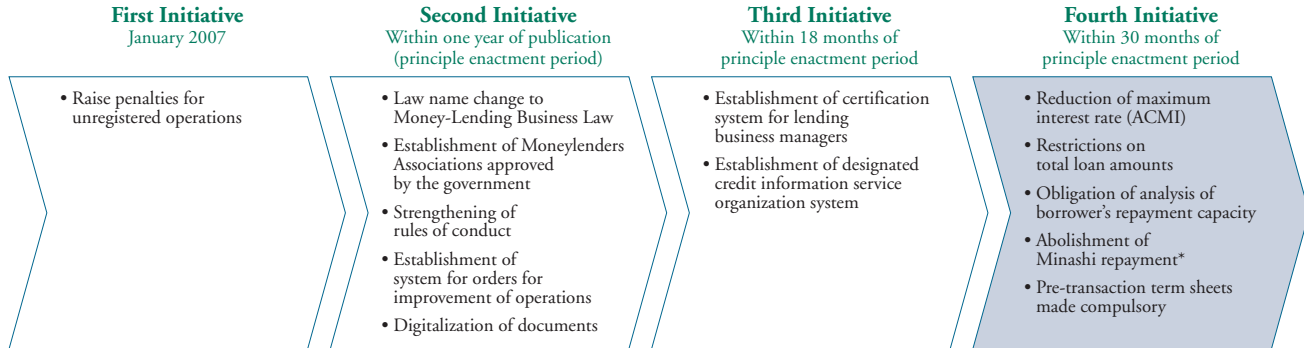 First Initiative
January 2007
• Raise penalties for
unregistered operations
Second Initiative
Within one year of publication
(principle enactment period)
• Law name change to
Money-Lending Business Law
• Establishment of Moneylenders
Associations approved
by the government
• Strengthening of
rules of conduct
• Establishment of
system for orders for
improvement of operations
• Digitalization of documents
Third Initiative
Within 18 months of
principle enactment period
• Establishment of certification
system for lending
business managers
• Establishment of designated
credit information service
organization system
Fourth Initiative
Within 30 months of
principle enactment period
• Reduction of maximum
interest rate (ACMI)
• Restrictions on
total loan amounts
• Obligation of analysis of
borrower's repayment capacity
• Abolishment of
Minashi repayment*
• Pre-transaction term sheets
made compulsory